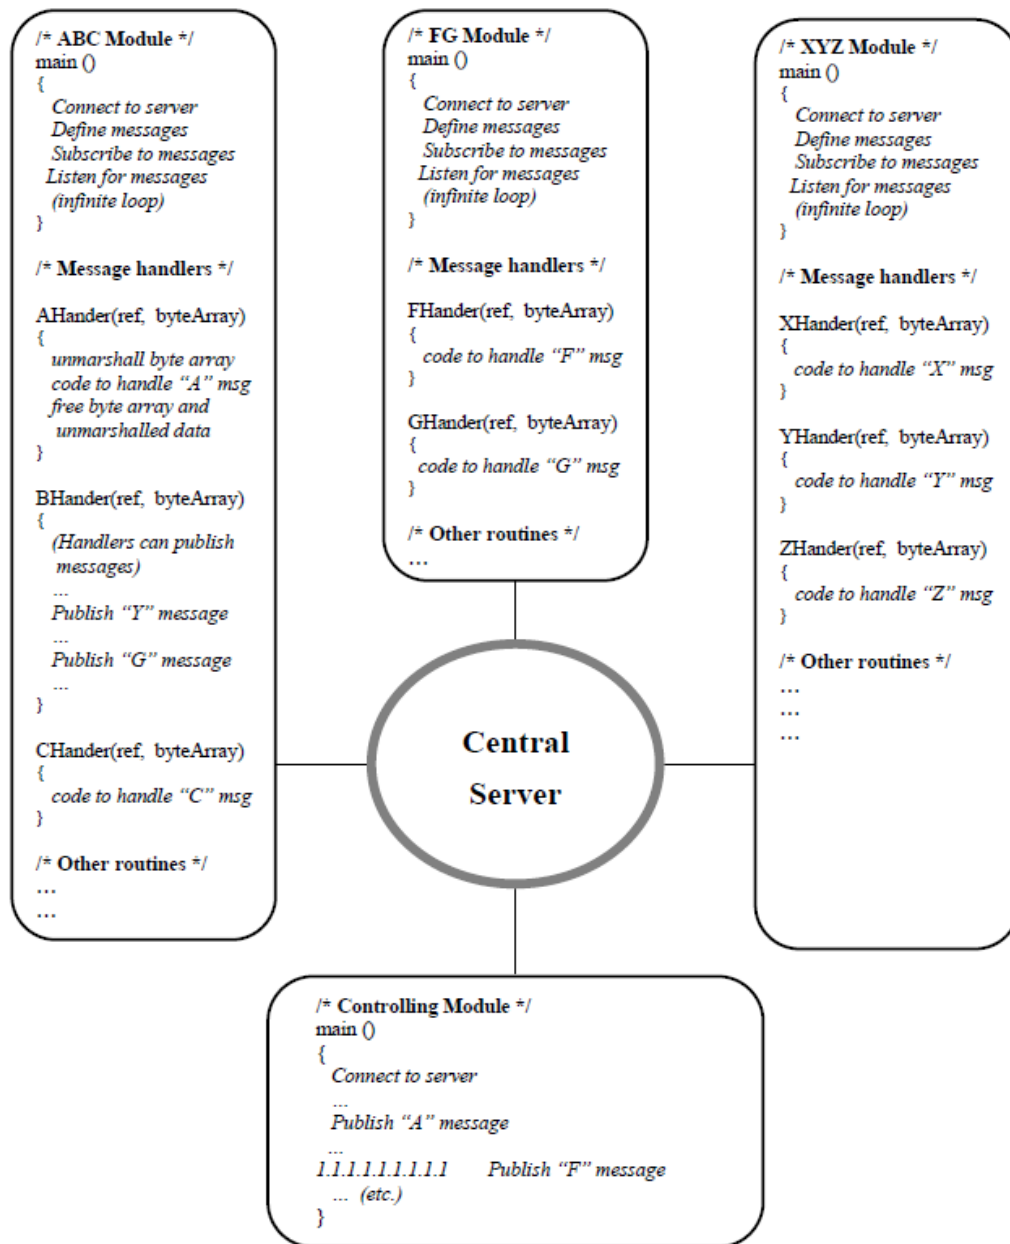 /* ABC Module */
main ()
{
Connect to server
Define messages
Subscribe to messages
Listen for messages
(infinite loop)
}
/* Message handlers */
AHander(ref, byteArray)
{
unmarshall byte array
code to handle “A” msg
free byte array and
unmarshalled data
}
BHander(ref, byteArray)
{
(Handlers can publish
messages)
...
Publish “Y” message
...
Publish “G” message
...
}
CHander(ref, byteArray)
{
code to handle “C” msg
}
/* Other routines */
...
...
/* FG Module */
main ()
{
Connect to server
Define messages
Subscribe to messages
Listen for messages
(infinite loop)
}
/* Message handlers */
FHander(ref, byteArray)
{
code to handle “F” msg
}
GHander(ref, byteArray)
{
code to handle “G” msg
}
/* Other routines */
...
/* XYZ Module */
main ()
{
Connect to server
Define messages
Subscribe to messages
Listen for messages
(infinite loop)
}
/* Message handlers */
XHander(ref, byteArray)
{
code to handle “X” msg
}
YHander(ref, byteArray)
{
code to handle “Y” msg
}
ZHander(ref, byteArray)
{
code to handle “Z” msg
}
/* Other routines */
...
...
...
Central
Server
/* Controlling Module */
main ()
{
Connect to server
...
Publish “A” message
...
1.1.1.1.1.1.1.1.1 Publish “F” message
... (etc.)
}